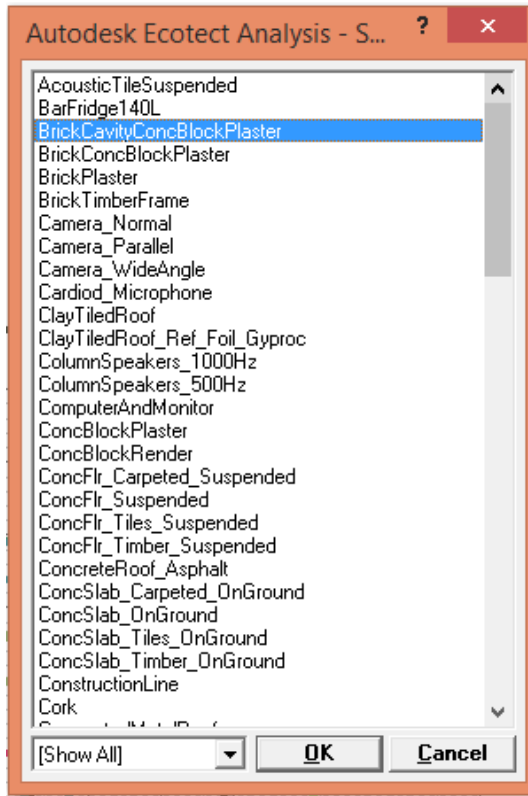 Autodesk Ecotect Analysis - S...
AcousticTileSuspended
BarFridge140L
BrickCavityConcBlockPlaster
BrickConcBlockPlaster
BrickPlaster
BrickTimberFrame
Camera_Normal
Camera_Parallel
Camera_WideAngle
Cardiod_Microphone
ClayTiledRoof
ClayTiledRoof_Ref_Foil_Gyproc
ColumnSpeakers_1000Hz
ColumnSpeakers_500Hz
ComputerAndMonitor
ConcBlockPlaster
ConcBlockRender
ConcFlr_Carpeted_Suspended
ConcFlr_Suspended
ConcFlr_Tiles_Suspended
ConcFlr_Timber_Suspended
ConcreteRoof_Asphalt
ConcSlab_Carpeted_OnGround
ConcSlab_OnGround
ConcSlab_Tiles_OnGround
ConcSlab_Timber_OnGround
ConstructionLine
Cork
[Show All] OK Cancel